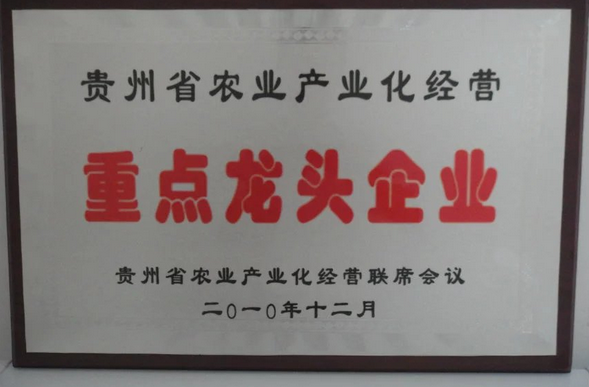 贵州省农业产业化经营
重点龙头企业
贵州省农业产业化经营联席会议
二0一0年十二月